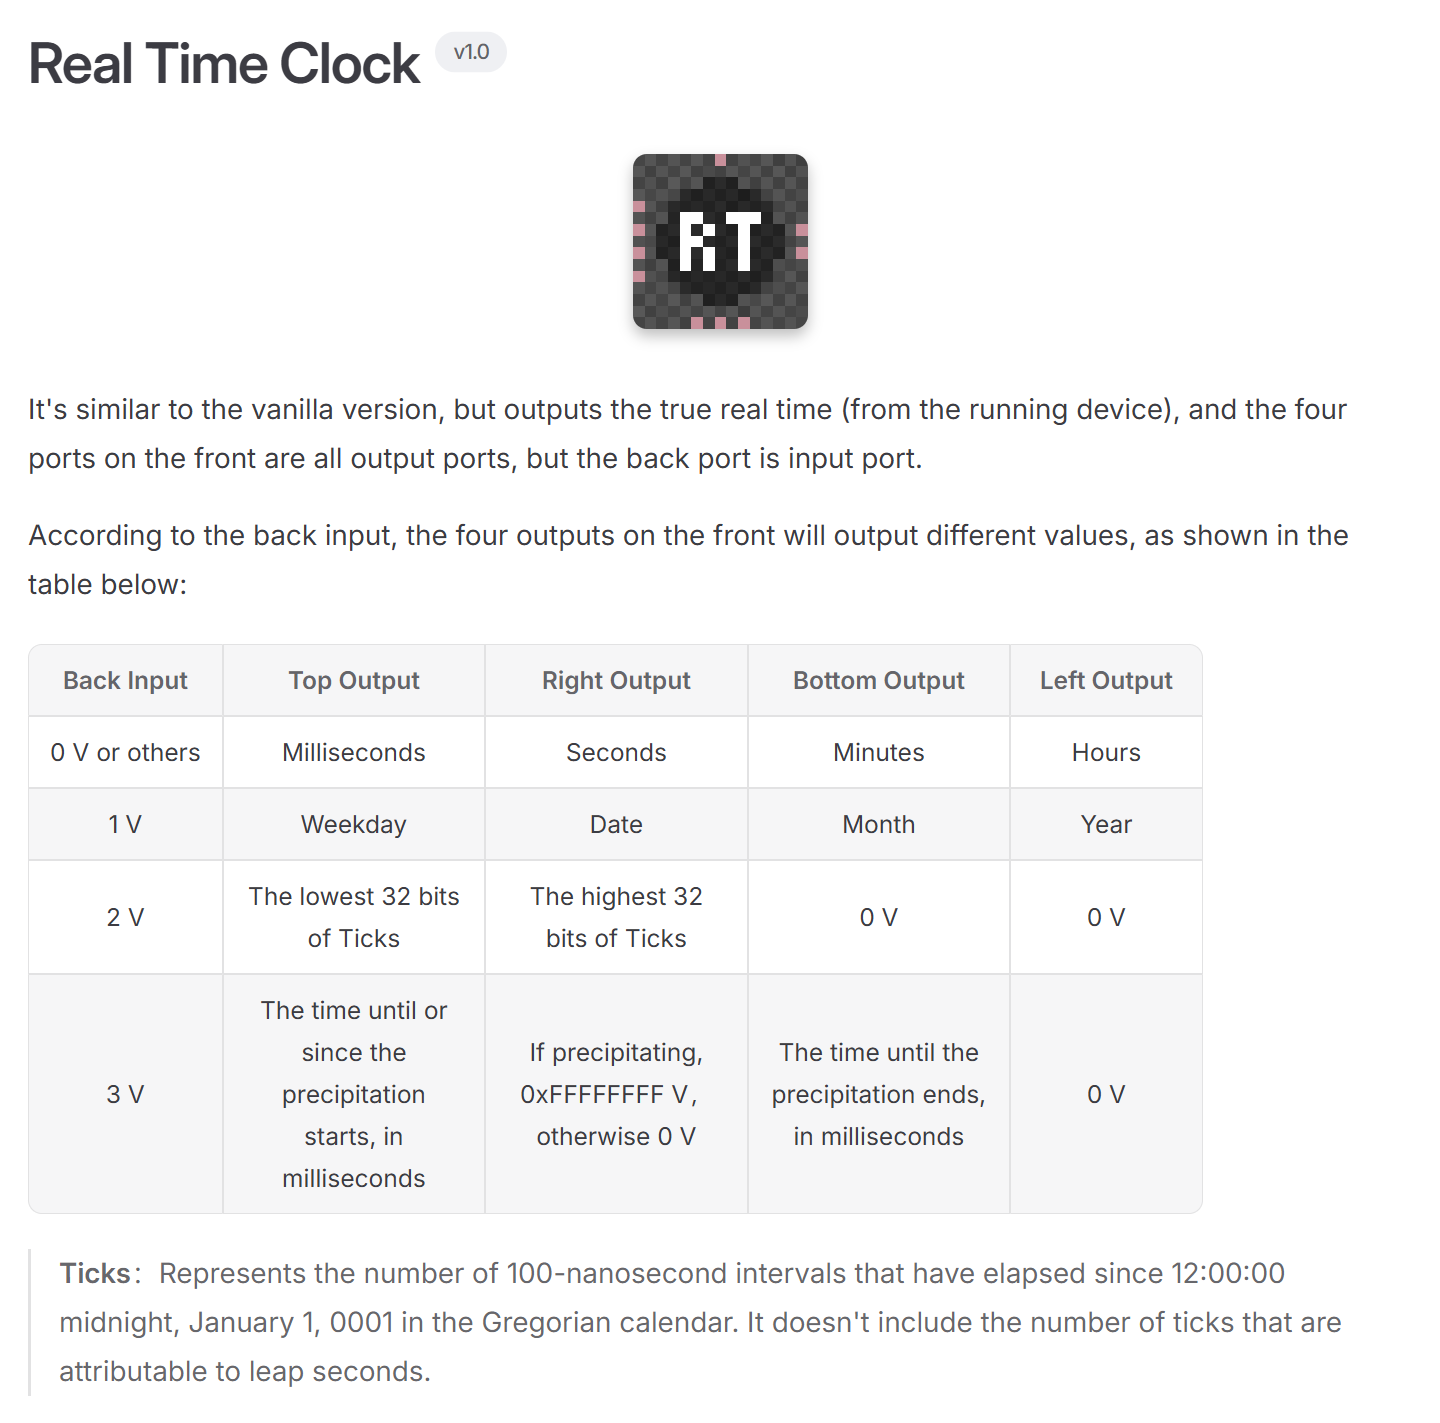 Real Time Clock v1.0
RT
It's similar to the vanilla version, but outputs the true real time (from the running device), and the four
ports on the front are all output ports, but the back port is input port.
According to the back input, the four outputs on the front will output different values, as shown in the
table below:
Back Input Top Output Right Output Bottom Output Left Output
0 V or others Milliseconds Seconds Minutes Hours
1 V Weekday Date Month Year
2 V The lowest 32 bits of Ticks The highest 32 bits of Ticks 0 V 0 V
3 V The time until or since the precipitation starts, in milliseconds If precipitating, 0xFFFFFFFF V, otherwise 0 V The time until the precipitation ends, in milliseconds 0 V
Ticks： Represents the number of 100-nanosecond intervals that have elapsed since 12:00:00
midnight, January 1, 0001 in the Gregorian calendar. It doesn't include the number of ticks that are
attributable to leap seconds.